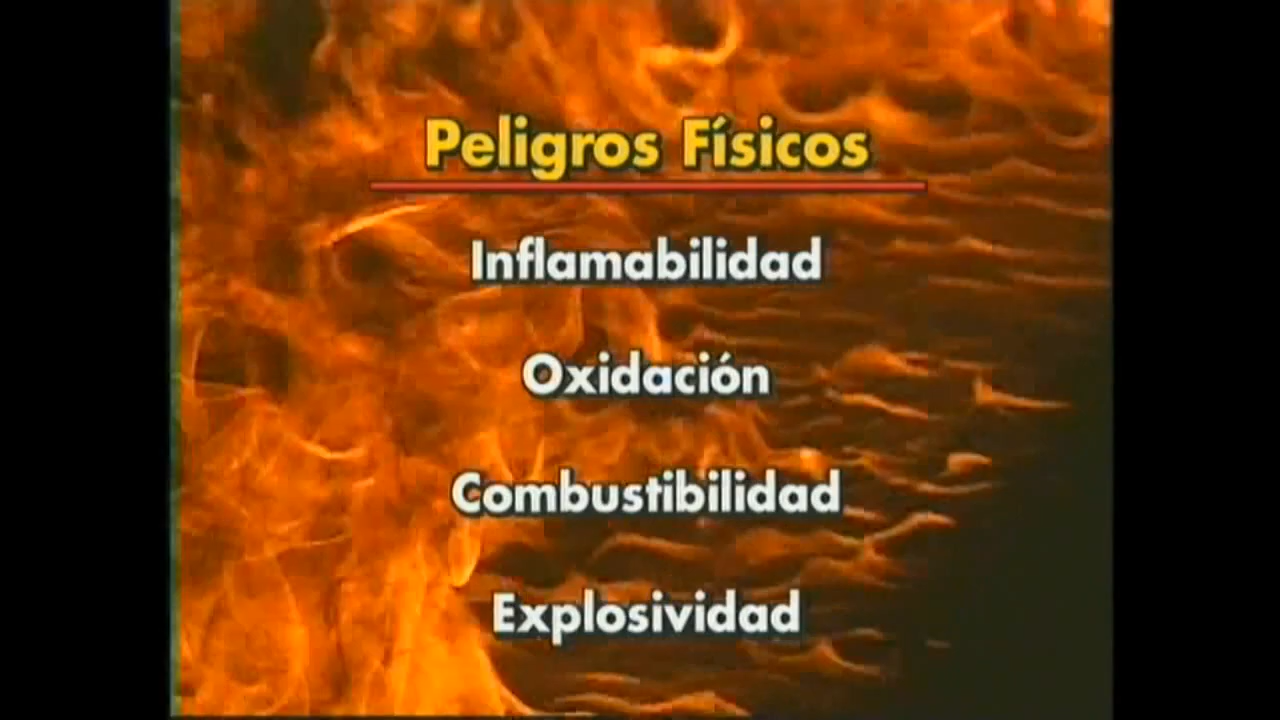 Peligros Físicos
Inflamabilidad
Oxidación
Combustibilidad
Explosividad